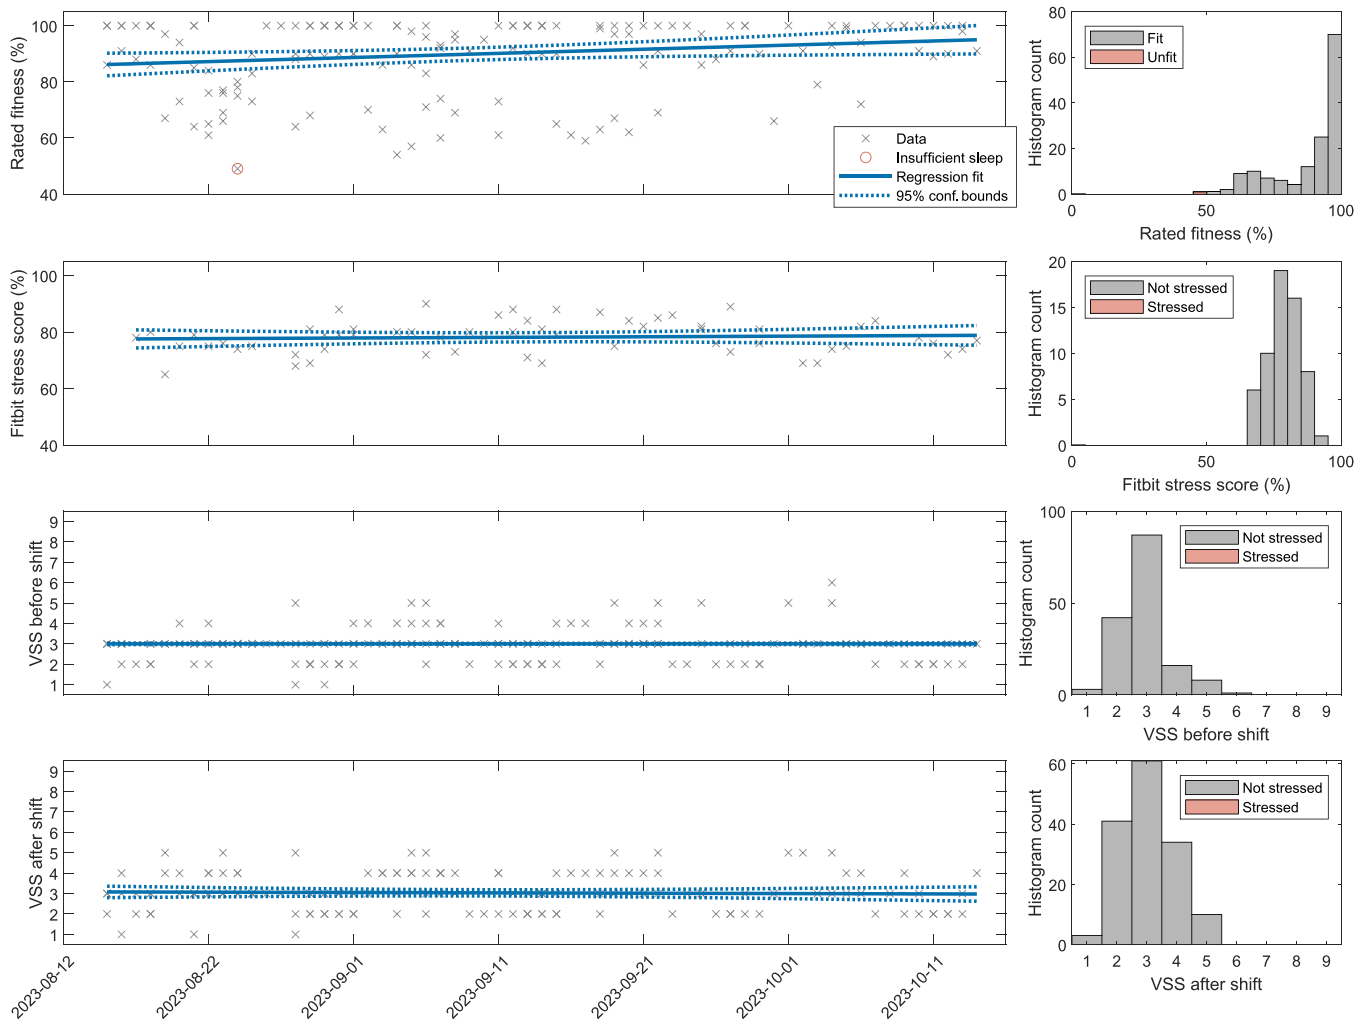 Rated fitness (%)
100
80
60
40
Data
Insufficient sleep
Regression fit
95% conf. bounds
Histogram count
80
60
40
20
0
Fit
Unfit
0
50
100
Rated fitness (%)
Fitbit stress score (%)
100
80
60
40
Histogram count
20
15
10
5
0
Not stressed
Stressed
0
50
100
Fitbit stress score (%)
VSS before shift
9
8
7
6
5
4
3
2
1
Histogram count
100
50
0
Not stressed
Stressed
1 2 3 4 5 6 7 8 9
VSS before shift
VSS after shift
9
8
7
6
5
4
3
2
1
2023-08-12
2023-08-22
2023-09-01
2023-09-11
2023-09-21
2023-10-01
2023-10-11
Histogram count
60
40
20
0
Not stressed
Stressed
1 2 3 4 5 6 7 8 9
VSS after shift